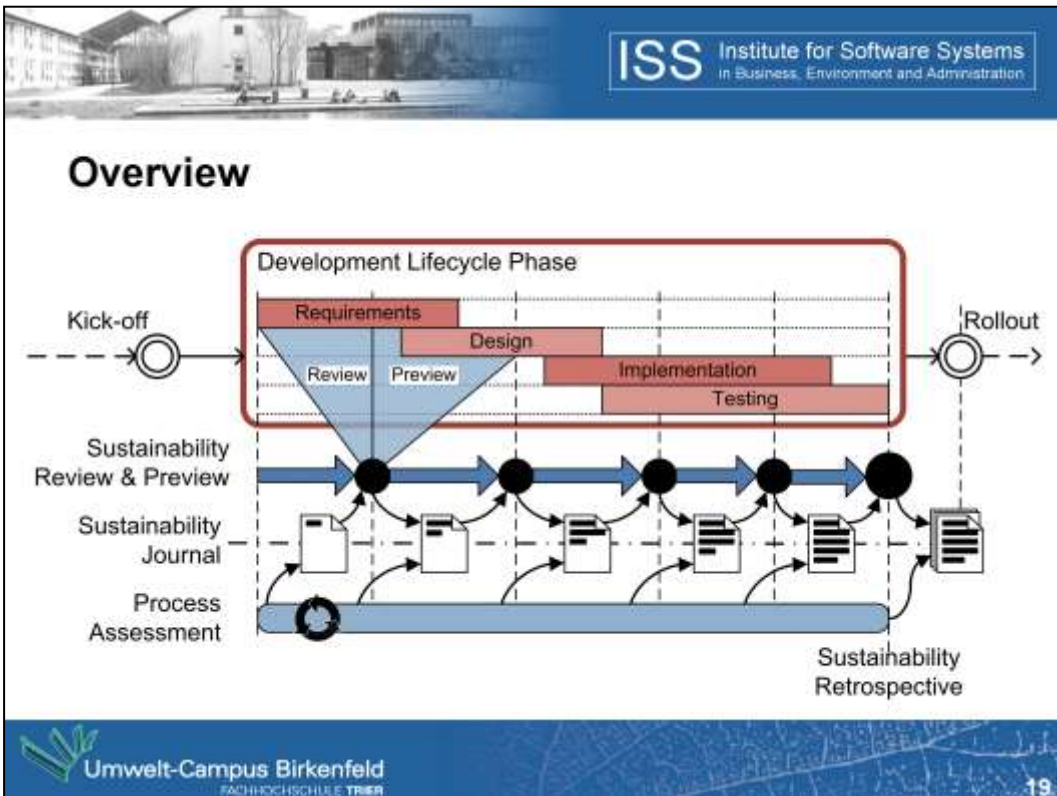 ISS Institute for Software Systems
in Business, Environment and Administration
Overview
Development Lifecycle Phase
Kick-off
Requirements
Rollout
Design
Review
Preview
Implementation
Testing
Sustainability
Review & Preview
Sustainability
Journal
Process
Assessment
Sustainability
Retrospective
Umwelt-Campus Birkenfeld
FACHHOCHSCHULE TRIER
19